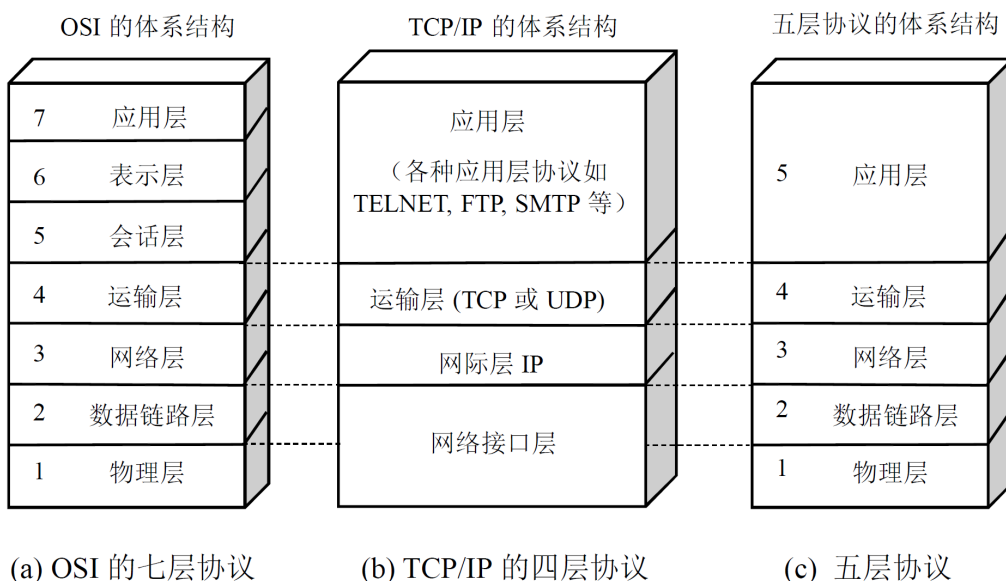 OSI 的体系结构
7 应用层
6 表示层
5 会话层
4 运输层
3 网络层
2 数据链路层
1 物理层
(a) OSI 的七层协议
TCP/IP 的体系结构
应用层
（各种应用层协议如
TELNET, FTP, SMTP 等）
运输层 (TCP 或 UDP)
网际层 IP
网络接口层
(b) TCP/IP 的四层协议
五层协议的体系结构
5 应用层
4 运输层
3 网络层
2 数据链路层
1 物理层
(c) 五层协议